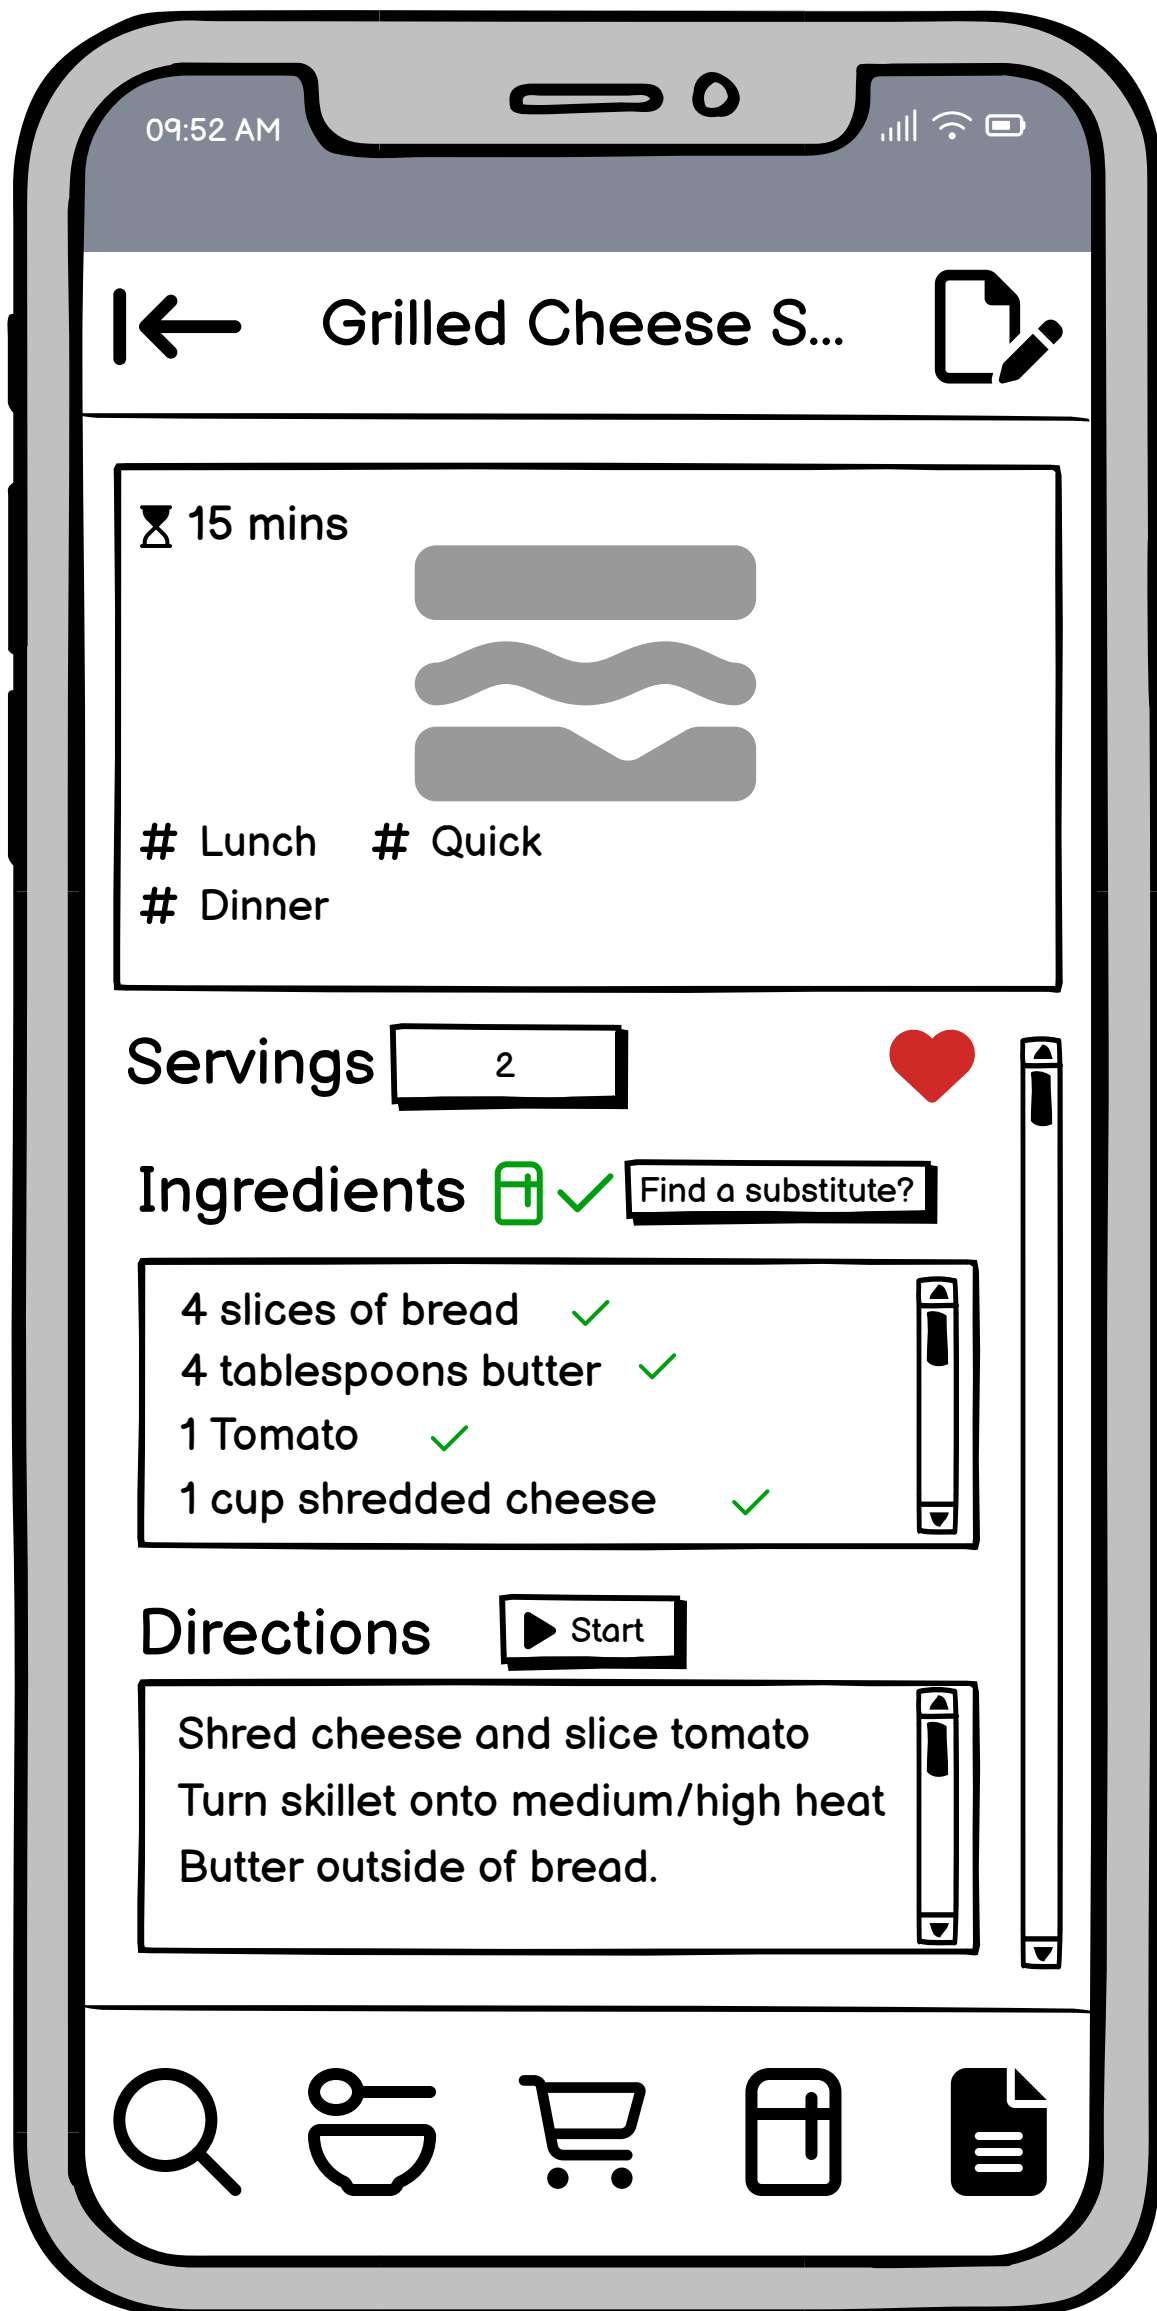 09:52 AM
Grilled Cheese S...
15 mins
# Lunch # Quick
# Dinner
Servings 2
Ingredients Find a substitute?
4 slices of bread
4 tablespoons butter
1 Tomato
1 cup shredded cheese
Directions Start
Shred cheese and slice tomato
Turn skillet onto medium/high heat
Butter outside of bread.